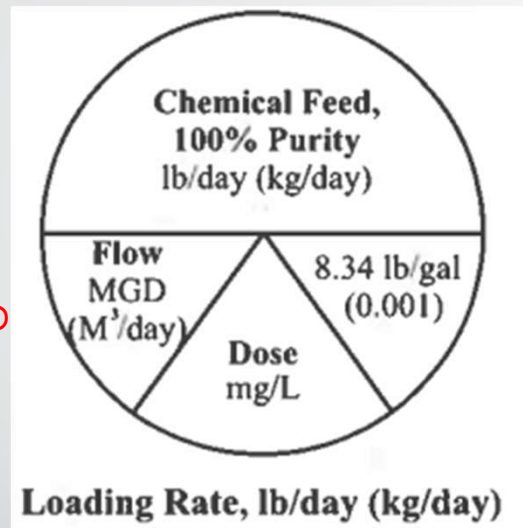 Chemical Feed,
100% Purity
lb/day (kg/day)
Flow
MGD
(M³/day)
8.34 lb/gal
(0.001)
Dose
mg/L
Loading Rate, lb/day (kg/day)